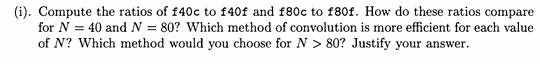 (i). Compute the ratios of f40c to f40f and f80c to f80f. How do these ratios compare
for N = 40 and N = 80? Which method of convolution is more efficient for each value
of N? Which method would you choose for N > 80? Justify your answer.